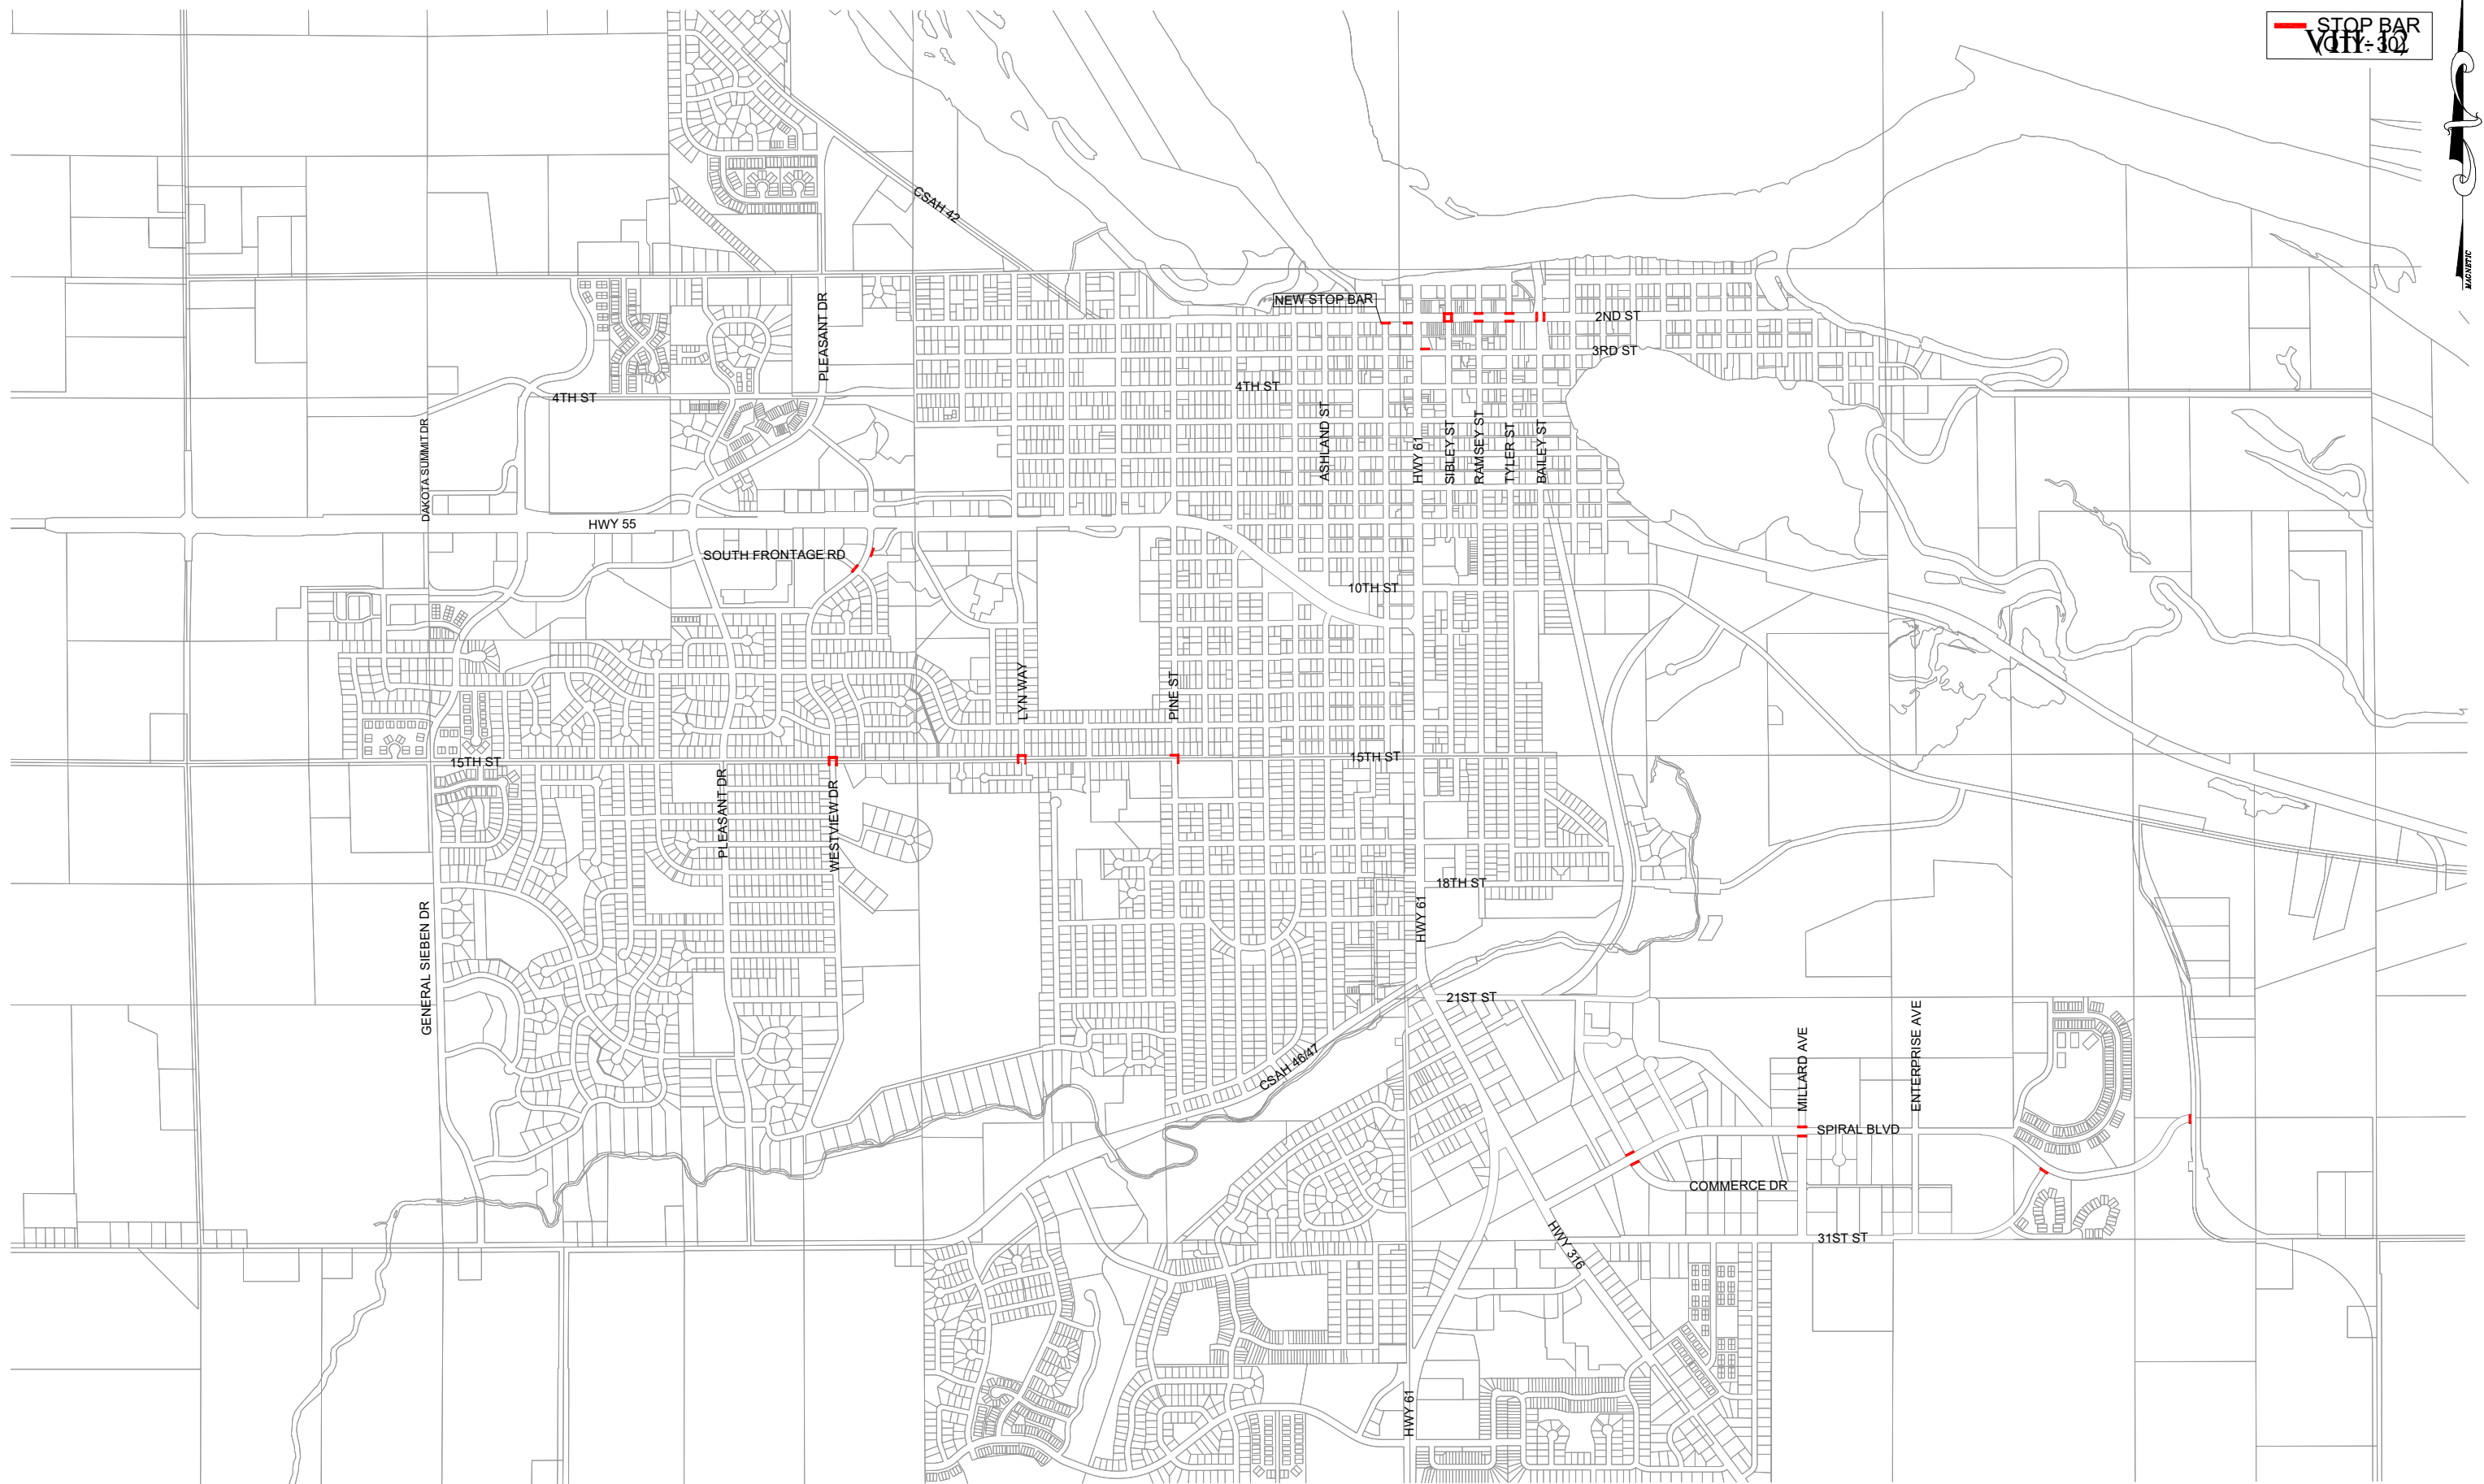 STOP BAR
(QTY: 30)
VIII-12
MAGNETIC
CSAH 42
NEW STOP BAR
PLEASANT DR
2ND ST
3RD ST
4TH ST
4TH ST
DAKOTA SUMMIT DR
ASHLAND ST
HWY 61
SIBLEY ST
RAMSEY ST
TYLER ST
BAILEY ST
HWY 55
SOUTH FRONTAGE RD
10TH ST
LYN WAY
PINE ST
15TH ST
15TH ST
PLEASANT DR
WESTVIEW DR
18TH ST
GENERAL SIEBEN DR
HWY 61
21ST ST
CSAH 46/47
MILLARD AVE
ENTERPRISE AVE
SPIRAL BLVD
COMMERCE DR
HWY 316
31ST ST
HWY 61